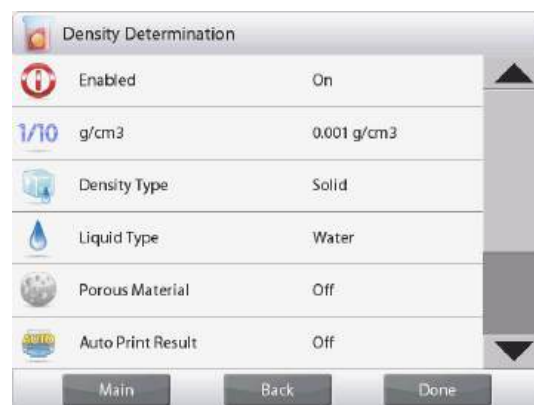 Density Determination
Enabled On
1/10 g/cm3 0.001 g/cm3
Density Type Solid
Liquid Type Water
Porous Material Off
AUTO Auto Print Result Off
Main Back Done